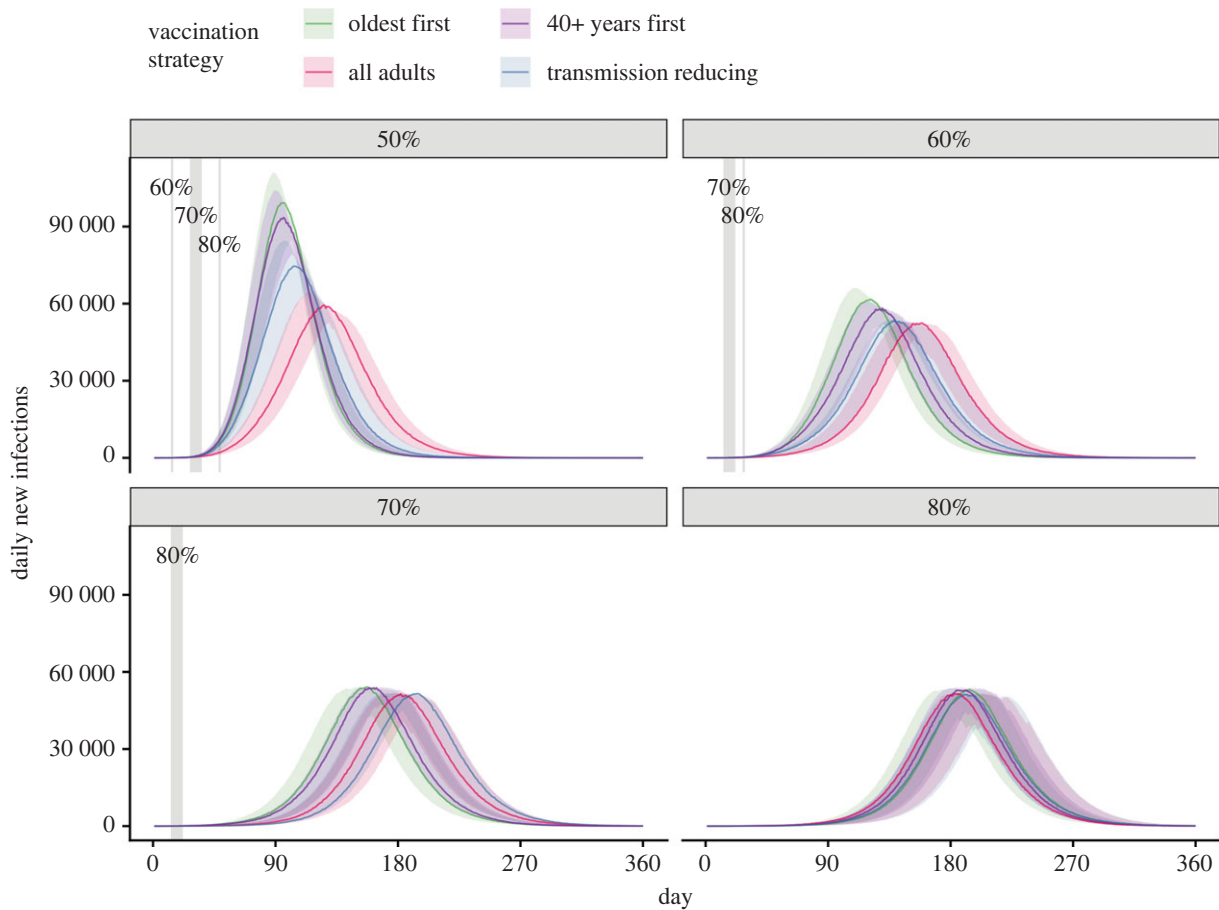 vaccination
strategy
oldest first
40+ years first
all adults
transmission reducing
50%
60%
60%
70%
80%
70%
80%
90 000
60 000
30 000
0
daily new infections
70%
80%
80%
90 000
60 000
30 000
0
0 90 180 270 360
0 90 180 270 360
day